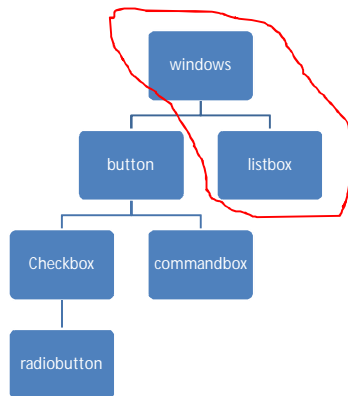 windows
button
listbox
Checkbox
commandbox
radiobutton